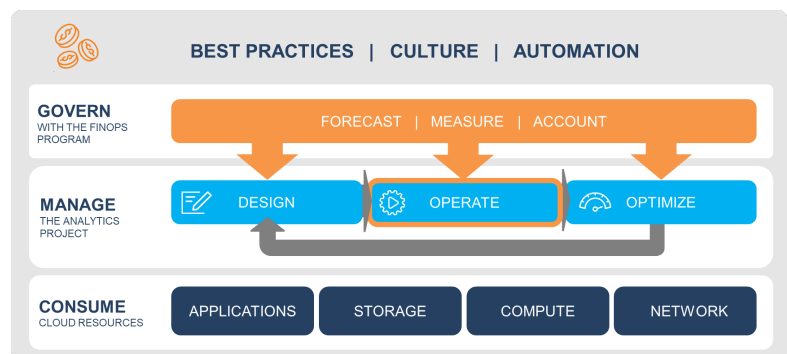 BEST PRACTICES | CULTURE | AUTOMATION
GOVERN
WITH THE FINOPS
PROGRAM
FORECAST | MEASURE | ACCOUNT
MANAGE
THE ANALYTICS
PROJECT
DESIGN
OPERATE
OPTIMIZE
CONSUME
CLOUD RESOURCES
APPLICATIONS
STORAGE
COMPUTE
NETWORK